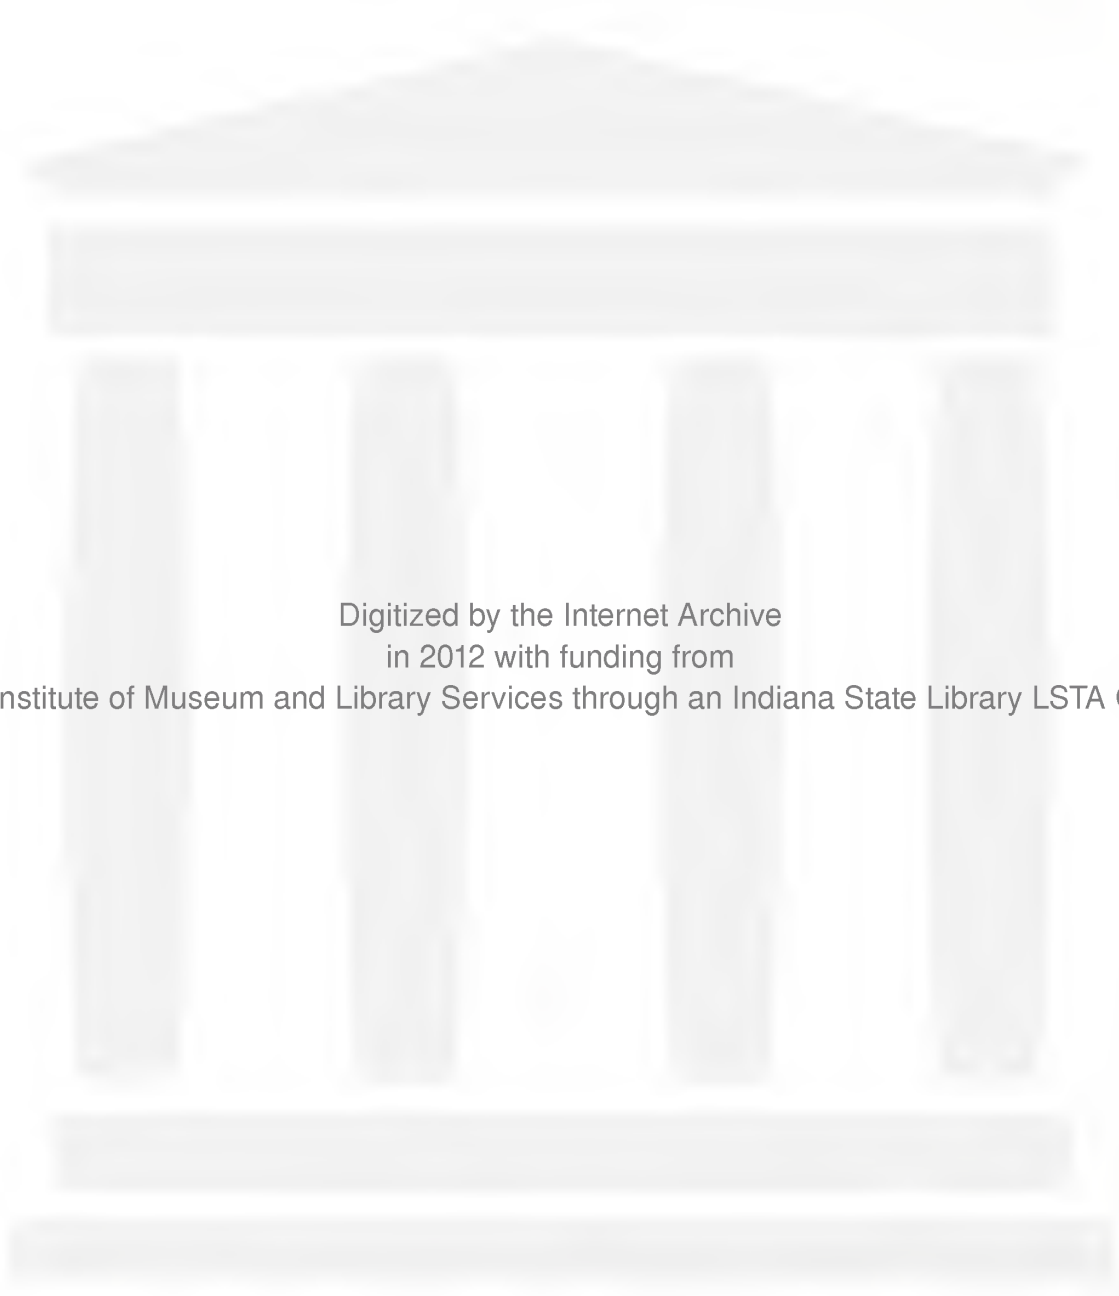 Digitized by the Internet Archive
in 2012 with funding from
nstitute of Museum and Library Services through an Indiana State Library LSTA